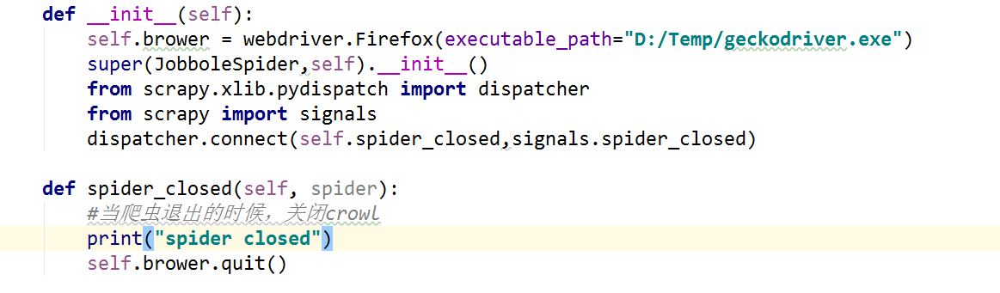 def __init__(self):
self.brower = webdriver.Firefox(executable_path="D:/Temp/geckodriver.exe")
super(JobboleSpider,self).__init__()
from scrapy.xlib.pydispatch import dispatcher
from scrapy import signals
dispatcher.connect(self.spider_closed,signals.spider_closed)
def spider_closed(self, spider):
#当爬虫退出的时候，关闭crowl
print("spider closed")
self.brower.quit()